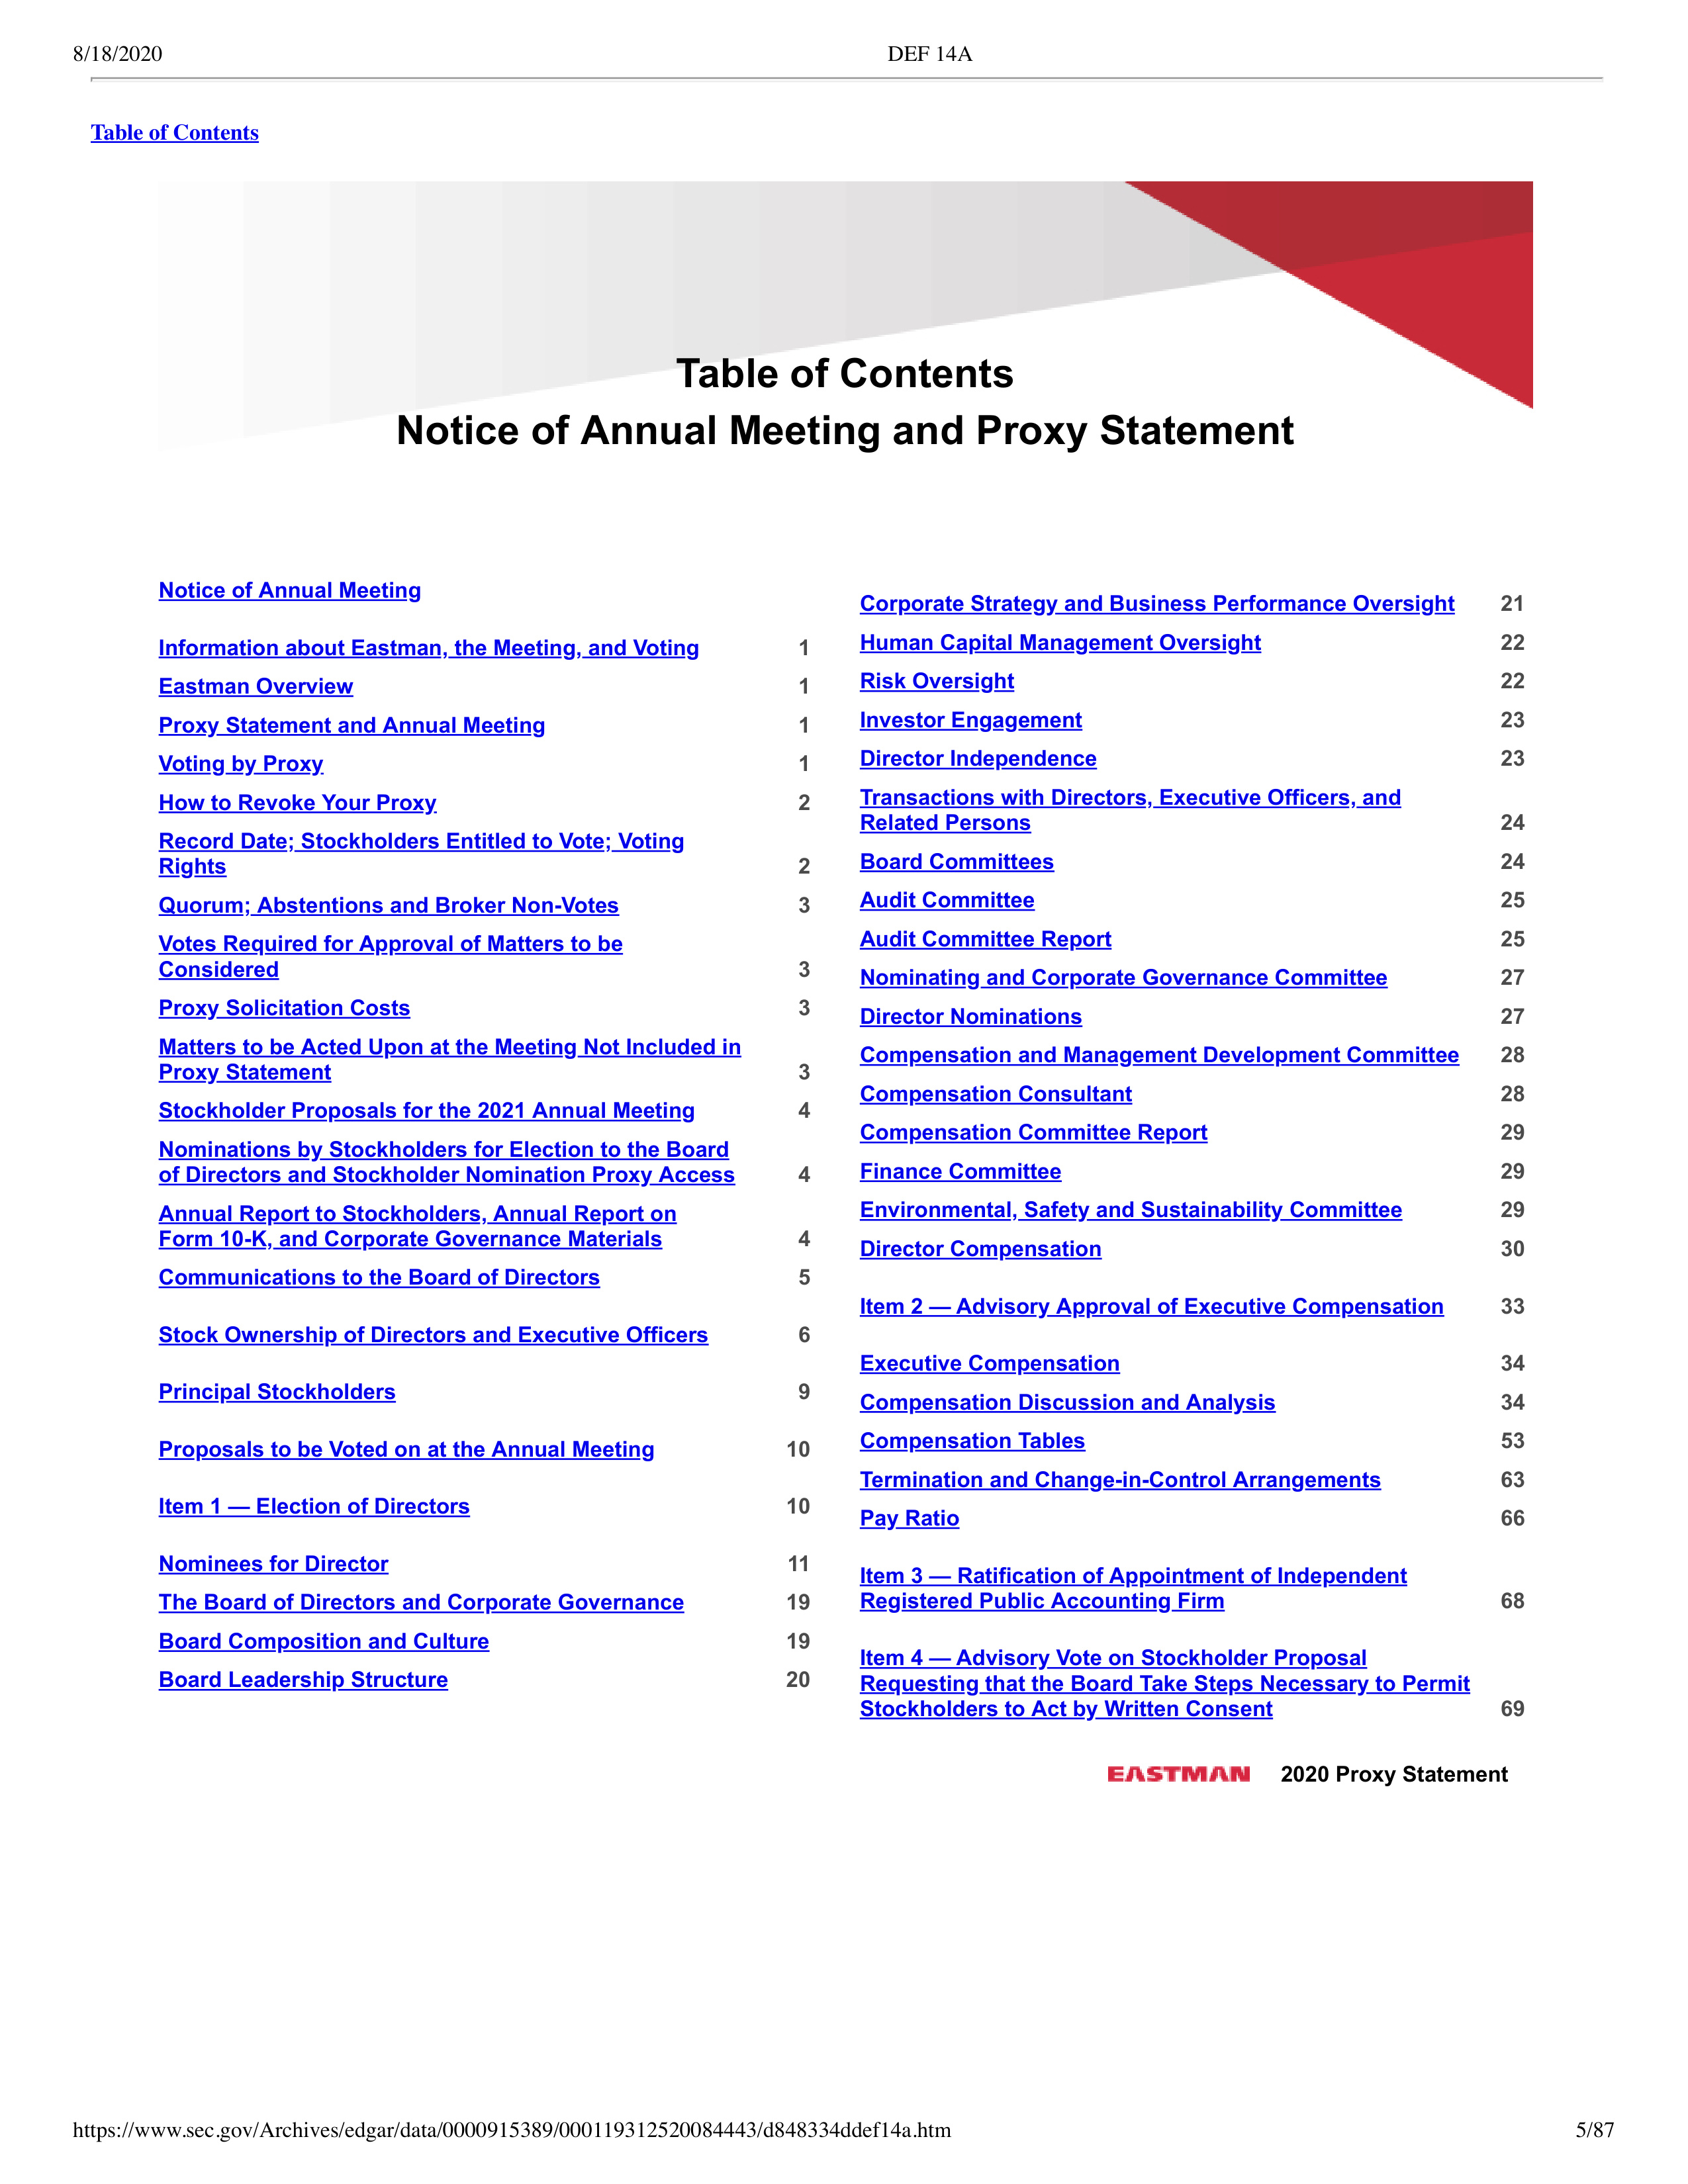 8/18/2020 DEF 14A
Table of Contents
Table of Contents
Notice of Annual Meeting and Proxy Statement
Notice of Annual Meeting
Information about Eastman, the Meeting, and Voting 1
Eastman Overview 1
Proxy Statement and Annual Meeting 1
Voting by Proxy 1
How to Revoke Your Proxy 2
Record Date; Stockholders Entitled to Vote; Voting
Rights 2
Quorum; Abstentions and Broker Non-Votes 3
Votes Required for Approval of Matters to be
Considered 3
Proxy Solicitation Costs 3
Matters to be Acted Upon at the Meeting Not Included in
Proxy Statement 3
Stockholder Proposals for the 2021 Annual Meeting 4
Nominations by Stockholders for Election to the Board
of Directors and Stockholder Nomination Proxy Access 4
Annual Report to Stockholders, Annual Report on
Form 10-K, and Corporate Governance Materials 4
Communications to the Board of Directors 5
Stock Ownership of Directors and Executive Officers 6
Principal Stockholders 9
Proposals to be Voted on at the Annual Meeting 10
Item 1 — Election of Directors 10
Nominees for Director 11
The Board of Directors and Corporate Governance 19
Board Composition and Culture 19
Board Leadership Structure 20
Corporate Strategy and Business Performance Oversight 21
Human Capital Management Oversight 22
Risk Oversight 22
Investor Engagement 23
Director Independence 23
Transactions with Directors, Executive Officers, and
Related Persons 24
Board Committees 24
Audit Committee 25
Audit Committee Report 25
Nominating and Corporate Governance Committee 27
Director Nominations 27
Compensation and Management Development Committee 28
Compensation Consultant 28
Compensation Committee Report 29
Finance Committee 29
Environmental, Safety and Sustainability Committee 29
Director Compensation 30
Item 2 — Advisory Approval of Executive Compensation 33
Executive Compensation 34
Compensation Discussion and Analysis 34
Compensation Tables 53
Termination and Change-in-Control Arrangements 63
Pay Ratio 66
Item 3 — Ratification of Appointment of Independent
Registered Public Accounting Firm 68
Item 4 — Advisory Vote on Stockholder Proposal
Requesting that the Board Take Steps Necessary to Permit
Stockholders to Act by Written Consent 69
EASTMAN 2020 Proxy Statement
https://www.sec.gov/Archives/edgar/data/0000915389/000119312520084443/d848334ddef14a.htm 5/87